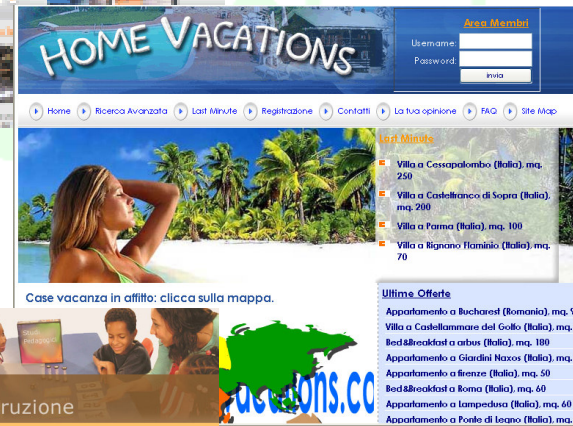 HOME VACATIONS
Area Membri
Username:
Password:
invia
Home Ricerca Avanzata Last Minute Registrazione Contatti La tua opinione FAQ Site Map
Last Minute
Villa a Cessapalombo (Italia), mq.
250
Villa a Castelfranco di Sopra (Italia),
mq. 200
Villa a Parma (Italia), mq. 100
Villa a Rignano Flaminio (Italia), mq.
70
Case vacanza in affitto: clicca sulla mappa.
Ultime Offerte
Appartamento a Bucharest (Romania), mq.
Villa a Castellammare del Golfo (Italia), mq.
Bed&Breakfast a arbus (Italia), mq. 180
Appartamento a Giardini Naxos (Italia), mq.
Appartamento a firenze (Italia), mq. 50
Bed&Breakfast a Roma (Italia), mq. 60
Appartamento a Lampedusa (Italia), mq. 60
Appartamento a Ponte di Legno (Italia), mq.
Studi
Pedagogici
ruzione
vacations.co